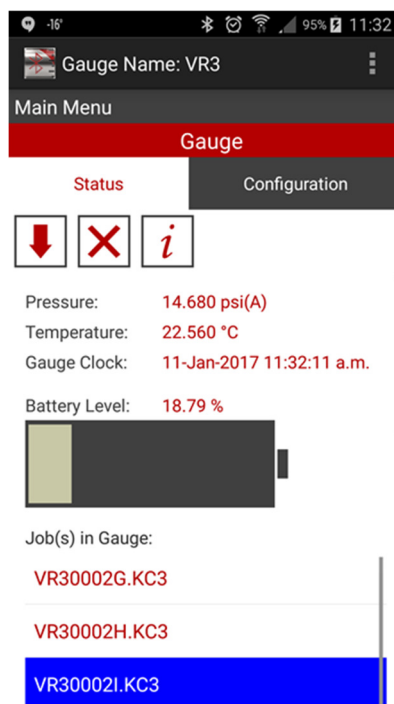 -16° 95% 11:32
Gauge Name: VR3
Main Menu
Gauge
Status Configuration
i
Pressure: 14.680 psi(A)
Temperature: 22.560 °C
Gauge Clock: 11-Jan-2017 11:32:11 a.m.
Battery Level: 18.79 %
Job(s) in Gauge:
VR30002G.KC3
VR30002H.KC3
VR30002I.KC3